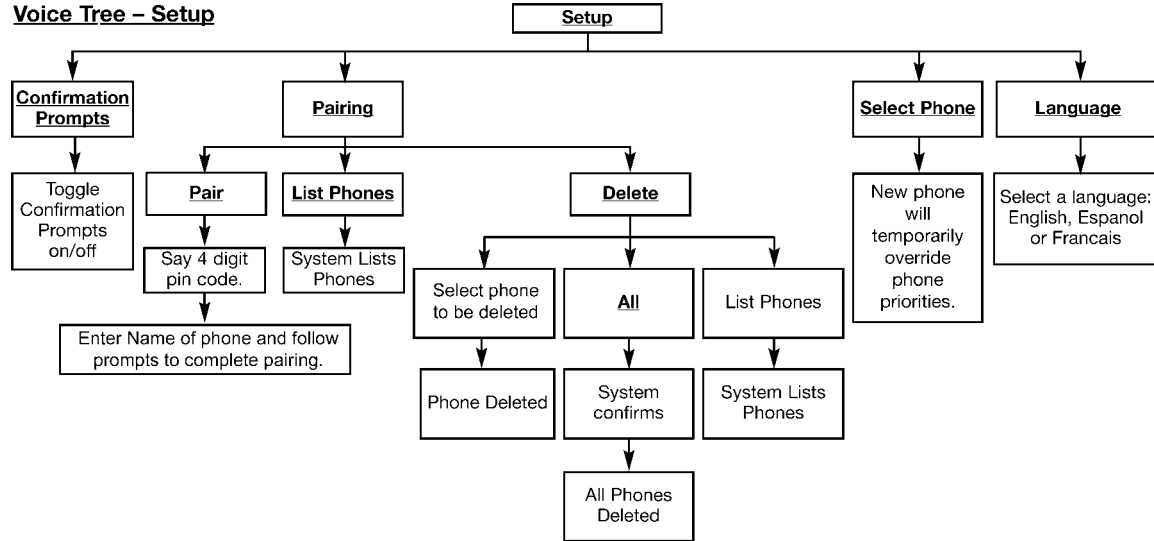 Voice Tree – Setup
Setup
Confirmation
Prompts
Pairing
Select Phone
Language
Toggle
Confirmation
Prompts
on/off
Pair
List Phones
Delete
New phone
will
temporarily
override
phone
priorities.
Select a language:
English, Espanol
or Francais
Say 4 digit
pin code.
System Lists
Phones
Select phone
to be deleted
All
List Phones
Enter Name of phone and follow
prompts to complete pairing.
Phone Deleted
System
confirms
System Lists
Phones
All Phones
Deleted